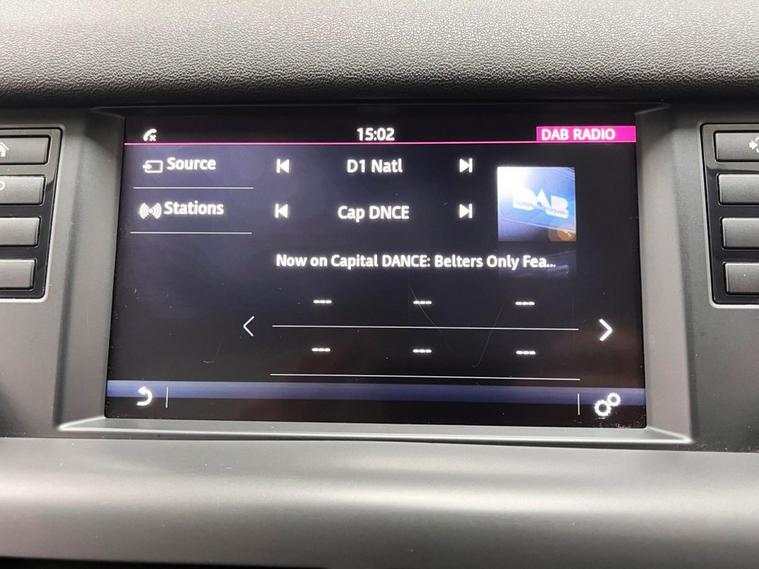 15:02
DAB RADIO
Source
D1 Natl
Stations
Cap DNCE
DAB
Now on Capital DANCE: Belters Only Fea...
--- --- ---
--- --- ---